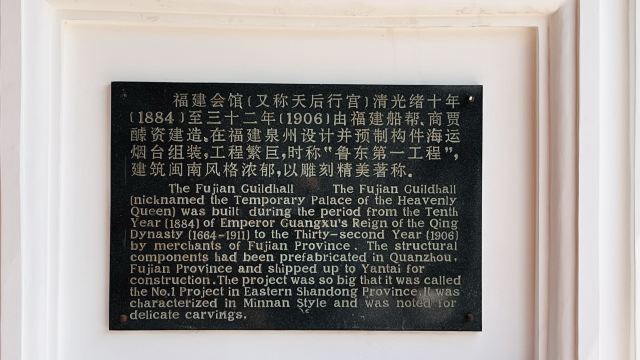 福建会馆(又称天后行宫)清光绪十年
(1884)至三十二年(1906)由福建船帮、商贾
醵资建造。在福建泉州设计并预制构件海运
烟台组装,工程繁巨,时称“鲁东第一工程”,
建筑闽南风格浓郁,以雕刻精美著称。
The Fujian Guildhall The Fujian Guildhall
(nicknamed the Temporary Palace of the Heavenly
Queen) was built during the period from the Tenth
Year (1884) of Emperor Guangxu's Reign of the Qing
Dynasty (1664-1911) to the Thirty-second Year (1906)
by merchants of Fujian Province. The structural
components had been prefabricated in Quanzhou,
Fujian Province and shipped up to Yantai for
construction. The project was so big that it was called
the No.1 Project in Eastern Shandong Province. It was
characterized in Minnan Style and was noted for
delicate carvings.